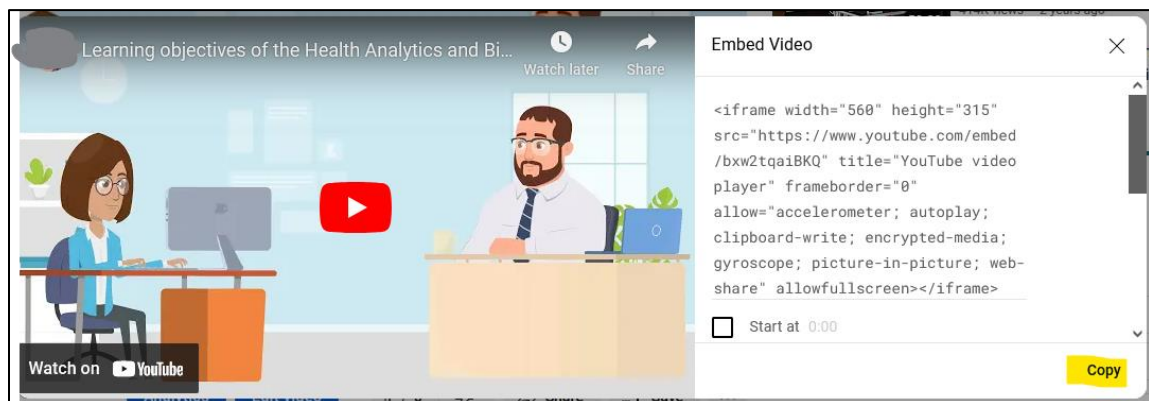 Learning objectives of the Health Analytics and Bi...
Watch later
Share
Watch on YouTube
Embed Video
<iframe width="560" height="315"
src="https://www.youtube.com/embed
/bxw2tqaiBKQ" title="YouTube video
player" frameborder="0"
allow="accelerometer; autoplay;
clipboard-write; encrypted-media;
gyroscope; picture-in-picture; web-
share" allowfullscreen></iframe>
Start at 0:00
Copy